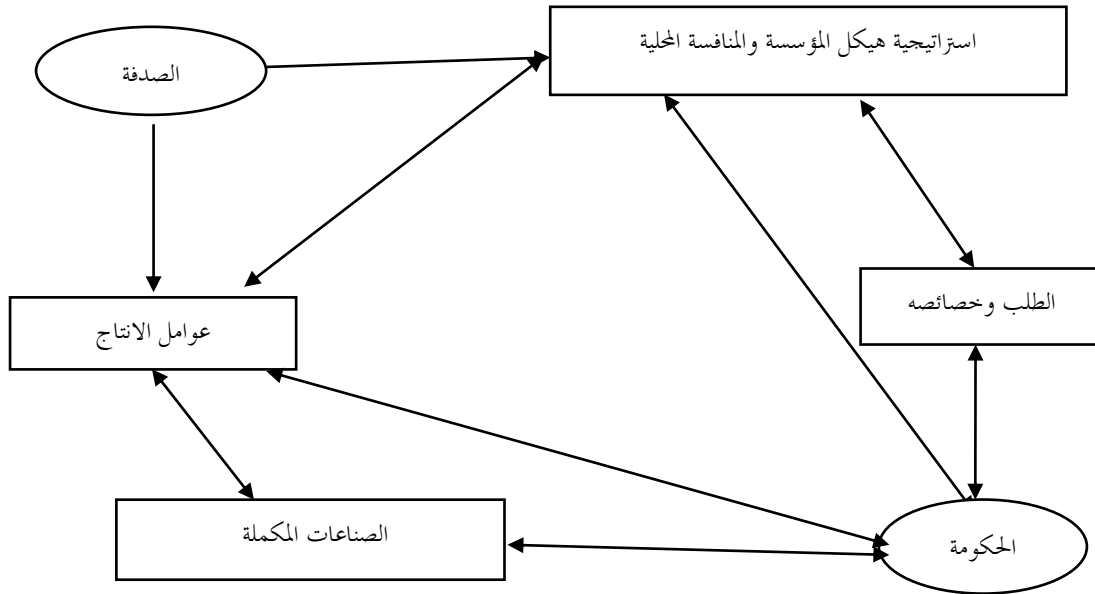 استراتيجية هيكل المؤسسة والمنافسة المحلية
الصدفة
الطلب وخصائصه
عوامل الانتاج
الصناعات المكملة
الحكومة